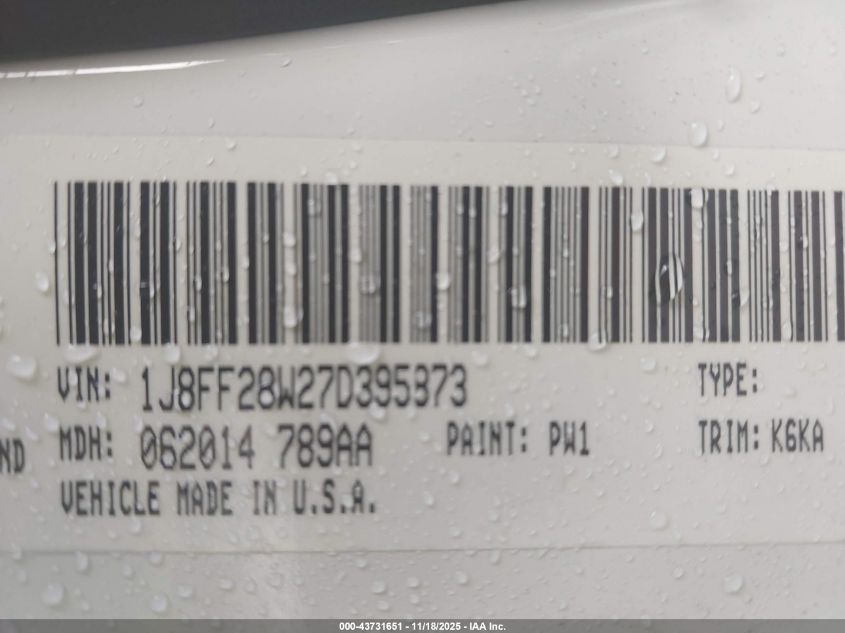 VIN: 1J8FF28W27D395873 TYPE:
ND MDH: 062014 789AA PAINT: PW1 TRIM: K6KA
VEHICLE MADE IN U.S.A.
000-43731651 - 11/18/2025 - IAA Inc.